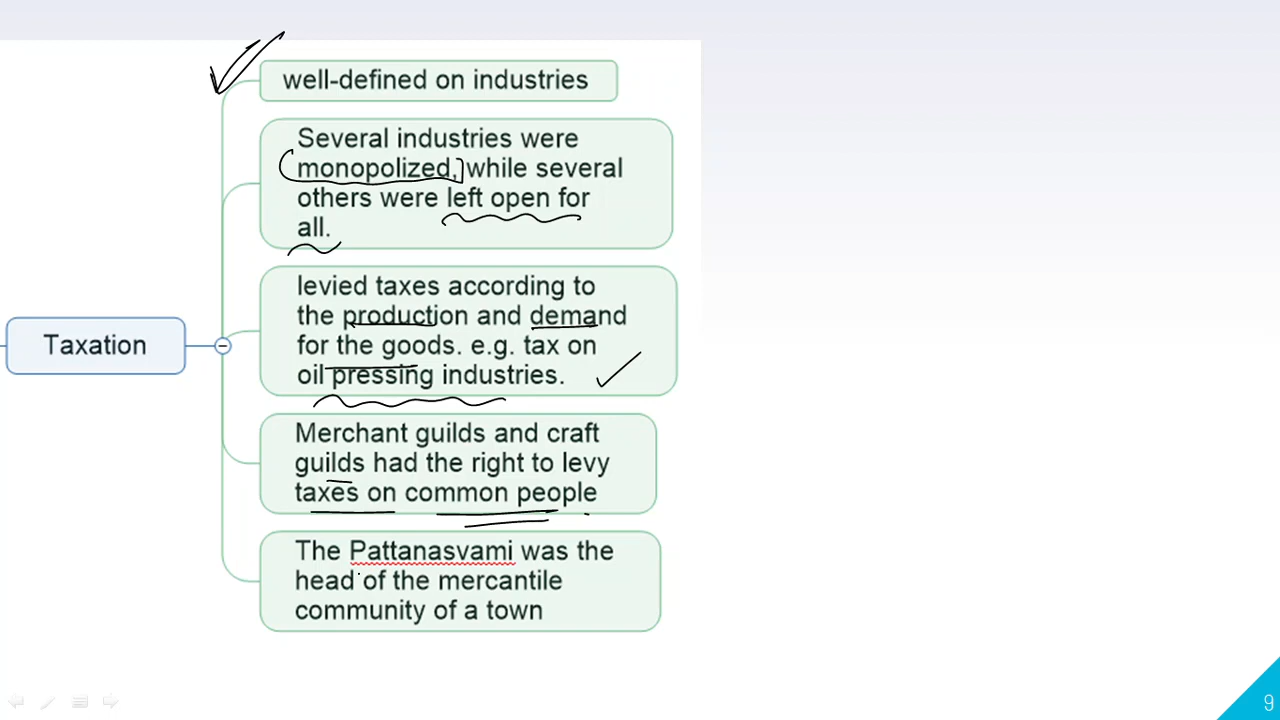 well-defined on industries
Several industries were
monopolized, while several
others were left open for
all.
levied taxes according to
the production and demand
for the goods. e.g. tax on
oil pressing industries.
Taxation
Merchant guilds and craft
guilds had the right to levy
taxes on common people
The Pattanasvami was the
head of the mercantile
community of a town
9